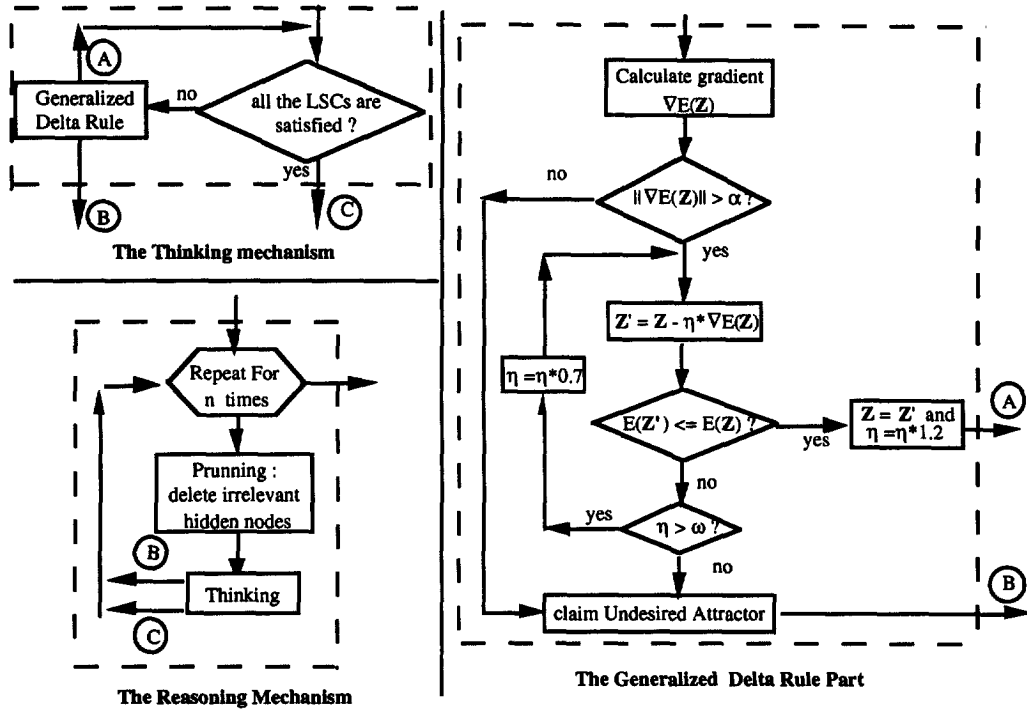 A
Generalized
Delta Rule
no
all the LSCs are
satisfied ?
yes
B
C
The Thinking mechanism
Repeat For
n times
Prunning :
delete irrelevant
hidden nodes
B
Thinking
C
The Reasoning Mechanism
Calculate gradient
∇E(Z)
no
|| ∇E(Z)|| > α ?
yes
Z' = Z - η* ∇E(Z)
η =η*0.7
E(Z') <= E(Z) ?
yes
Z = Z' and
η =η*1.2
A
no
yes
η > ω ?
no
claim Undesired Attractor
B
The Generalized Delta Rule Part